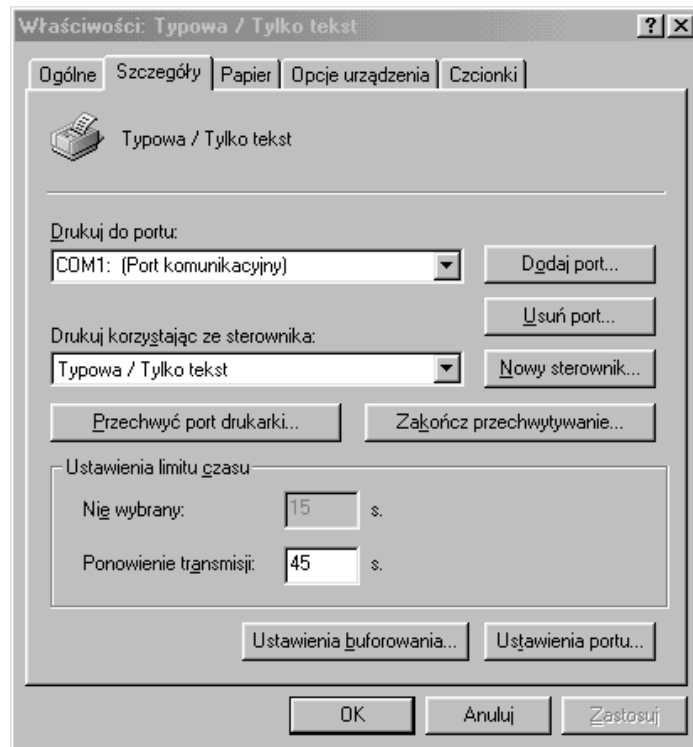 Właściwości: Typowa / Tylko tekst
Ogólne Szczegóły Papier Opcje urządzenia Czcionki
Typowa / Tylko tekst
Drukuj do portu:
COM1: (Port komunikacyjny) Dodaj port...
Usuń port...
Drukuj korzystając ze sterownika:
Typowa / Tylko tekst Nowy sterownik...
Przechwyć port drukarki... Zakończ przechwytywanie...
Ustawienia limitu czasu
Nie wybrany: 15 s.
Ponowienie transmisji: 45 s.
Ustawienia buforowania... Ustawienia portu...
OK Anuluj Zastosuj